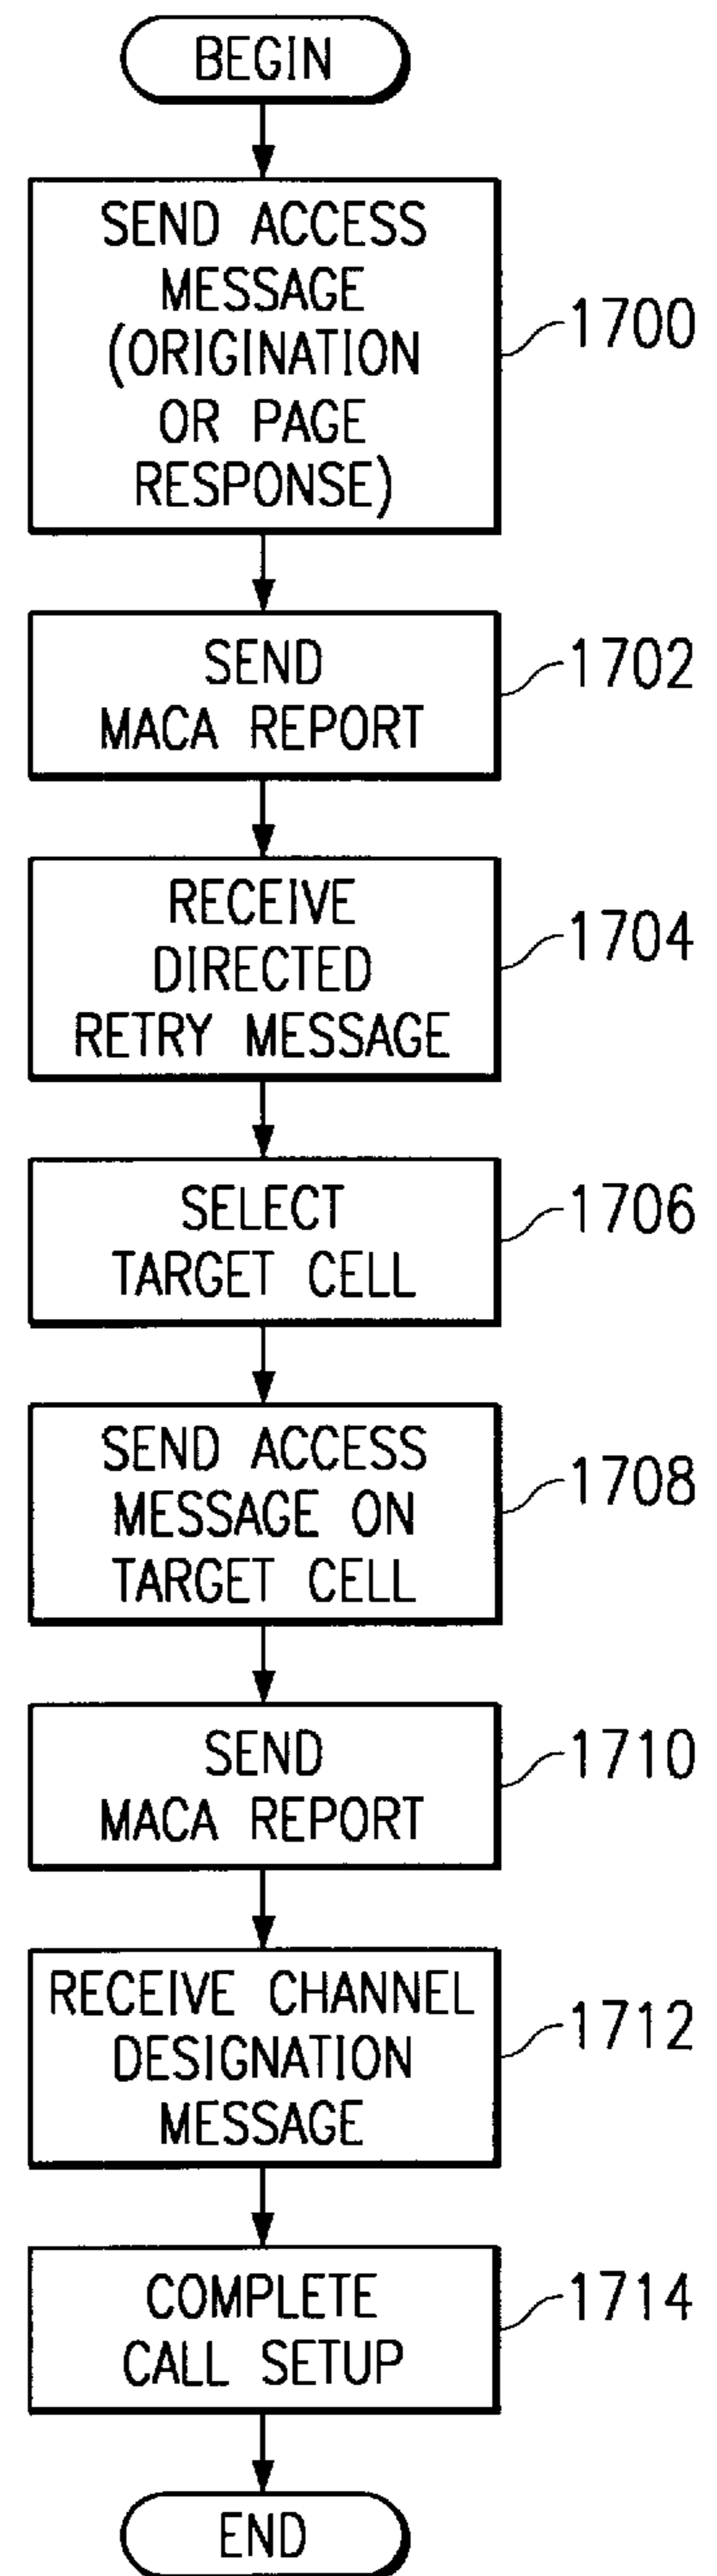 BEGIN
SEND ACCESS
MESSAGE
(ORIGINATION
OR PAGE
RESPONSE)
1700
SEND
MACA REPORT
1702
RECEIVE
DIRECTED
RETRY MESSAGE
1704
SELECT
TARGET CELL
1706
SEND ACCESS
MESSAGE ON
TARGET CELL
1708
SEND
MACA REPORT
1710
RECEIVE CHANNEL
DESIGNATION
MESSAGE
1712
COMPLETE
CALL SETUP
1714
END